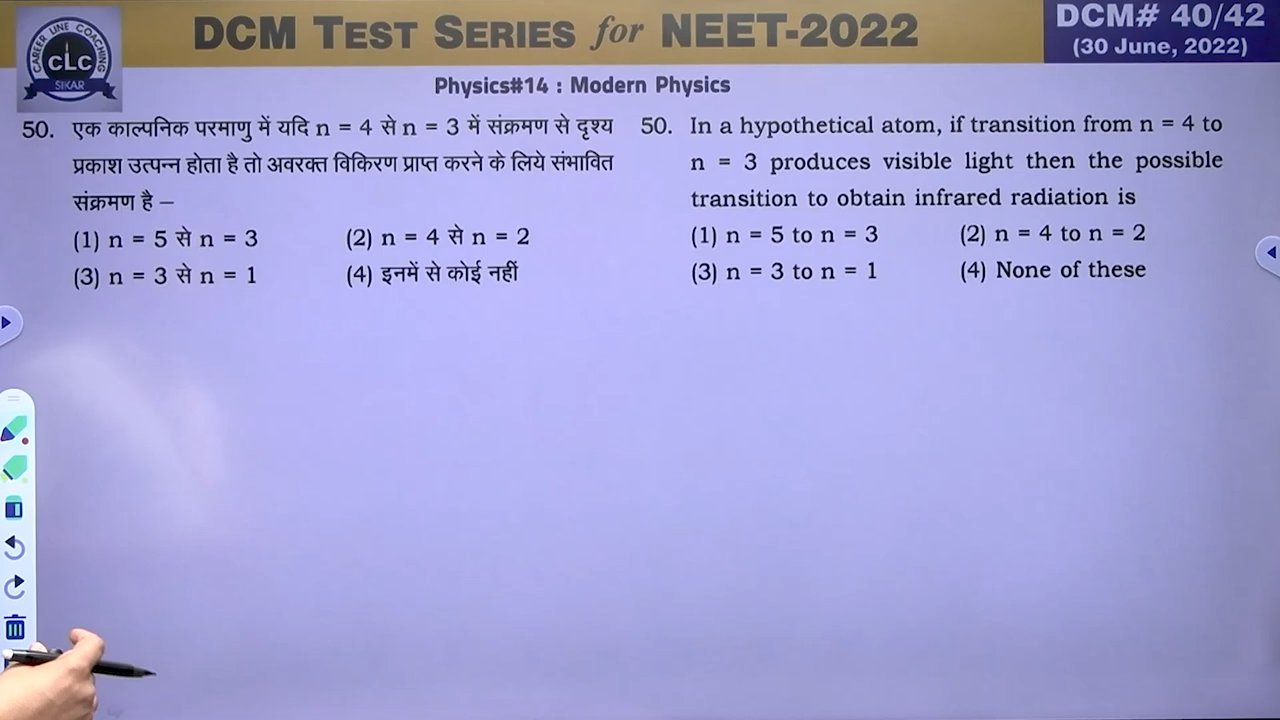 CAREER LINE COACHING
CLC
SIKAR
DCM TEST SERIES for NEET-2022
DCM# 40/42
(30 June, 2022)
Physics#14 : Modern Physics
50. एक काल्पनिक परमाणु में यदि n = 4 से n = 3 में संक्रमण से दृश्य
प्रकाश उत्पन्न होता है तो अवरक्त विकिरण प्राप्त करने के लिये संभावित
संक्रमण है –
(1) n = 5 से n = 3 (2) n = 4 से n = 2
(3) n = 3 से n = 1 (4) इनमें से कोई नहीं
50. In a hypothetical atom, if transition from n = 4 to
n = 3 produces visible light then the possible
transition to obtain infrared radiation is
(1) n = 5 to n = 3 (2) n = 4 to n = 2
(3) n = 3 to n = 1 (4) None of these